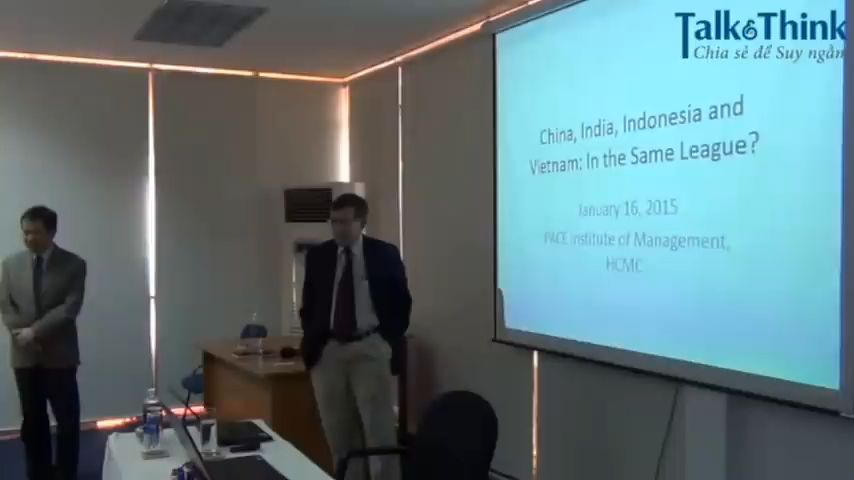 Talk&Think
Chia sẻ để Suy ngẫm
China, India, Indonesia and
Vietnam: In the Same League?
January 16, 2015
PACE Institute of Management,
HCMC